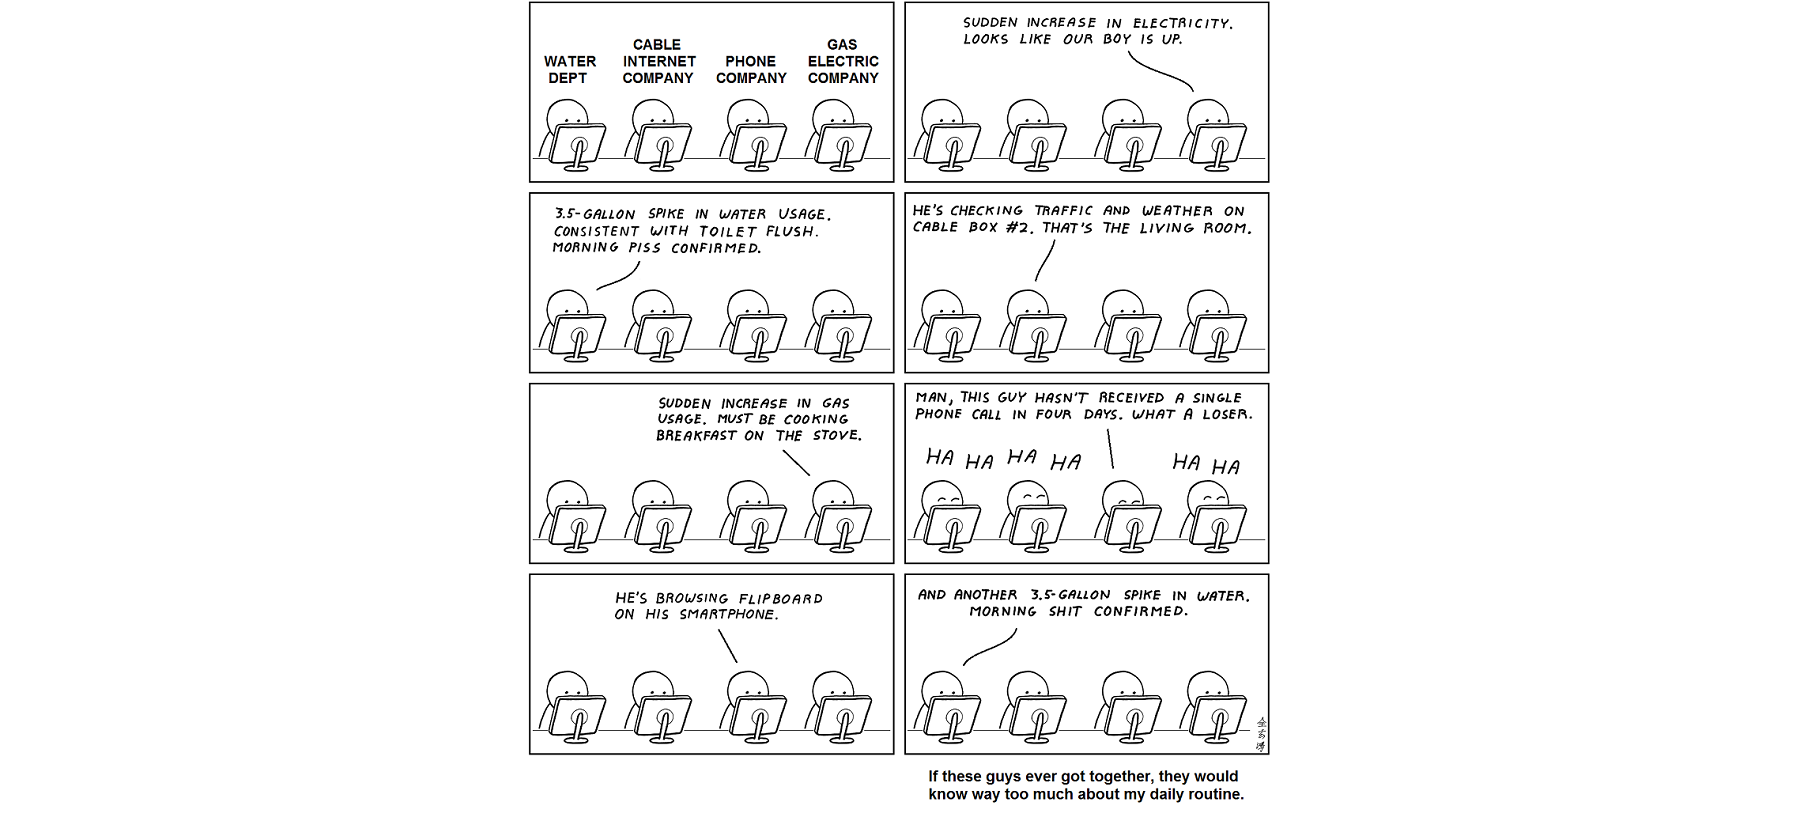 WATER
DEPT
CABLE
INTERNET
COMPANY
PHONE
COMPANY
GAS
ELECTRIC
COMPANY
SUDDEN INCREASE IN ELECTRICITY.
LOOKS LIKE OUR BOY IS UP.
3.5-GALLON SPIKE IN WATER USAGE.
CONSISTENT WITH TOILET FLUSH.
MORNING PISS CONFIRMED.
HE'S CHECKING TRAFFIC AND WEATHER ON
CABLE BOX #2. THAT'S THE LIVING ROOM.
SUDDEN INCREASE IN GAS
USAGE. MUST BE COOKING
BREAKFAST ON THE STOVE.
MAN, THIS GUY HASN'T RECEIVED A SINGLE
PHONE CALL IN FOUR DAYS. WHAT A LOSER.
HA HA HA HA HA HA
HE'S BROWSING FLIPBOARD
ON HIS SMARTPHONE.
AND ANOTHER 3.5-GALLON SPIKE IN WATER.
MORNING SHIT CONFIRMED.
If these guys ever got together, they would
know way too much about my daily routine.